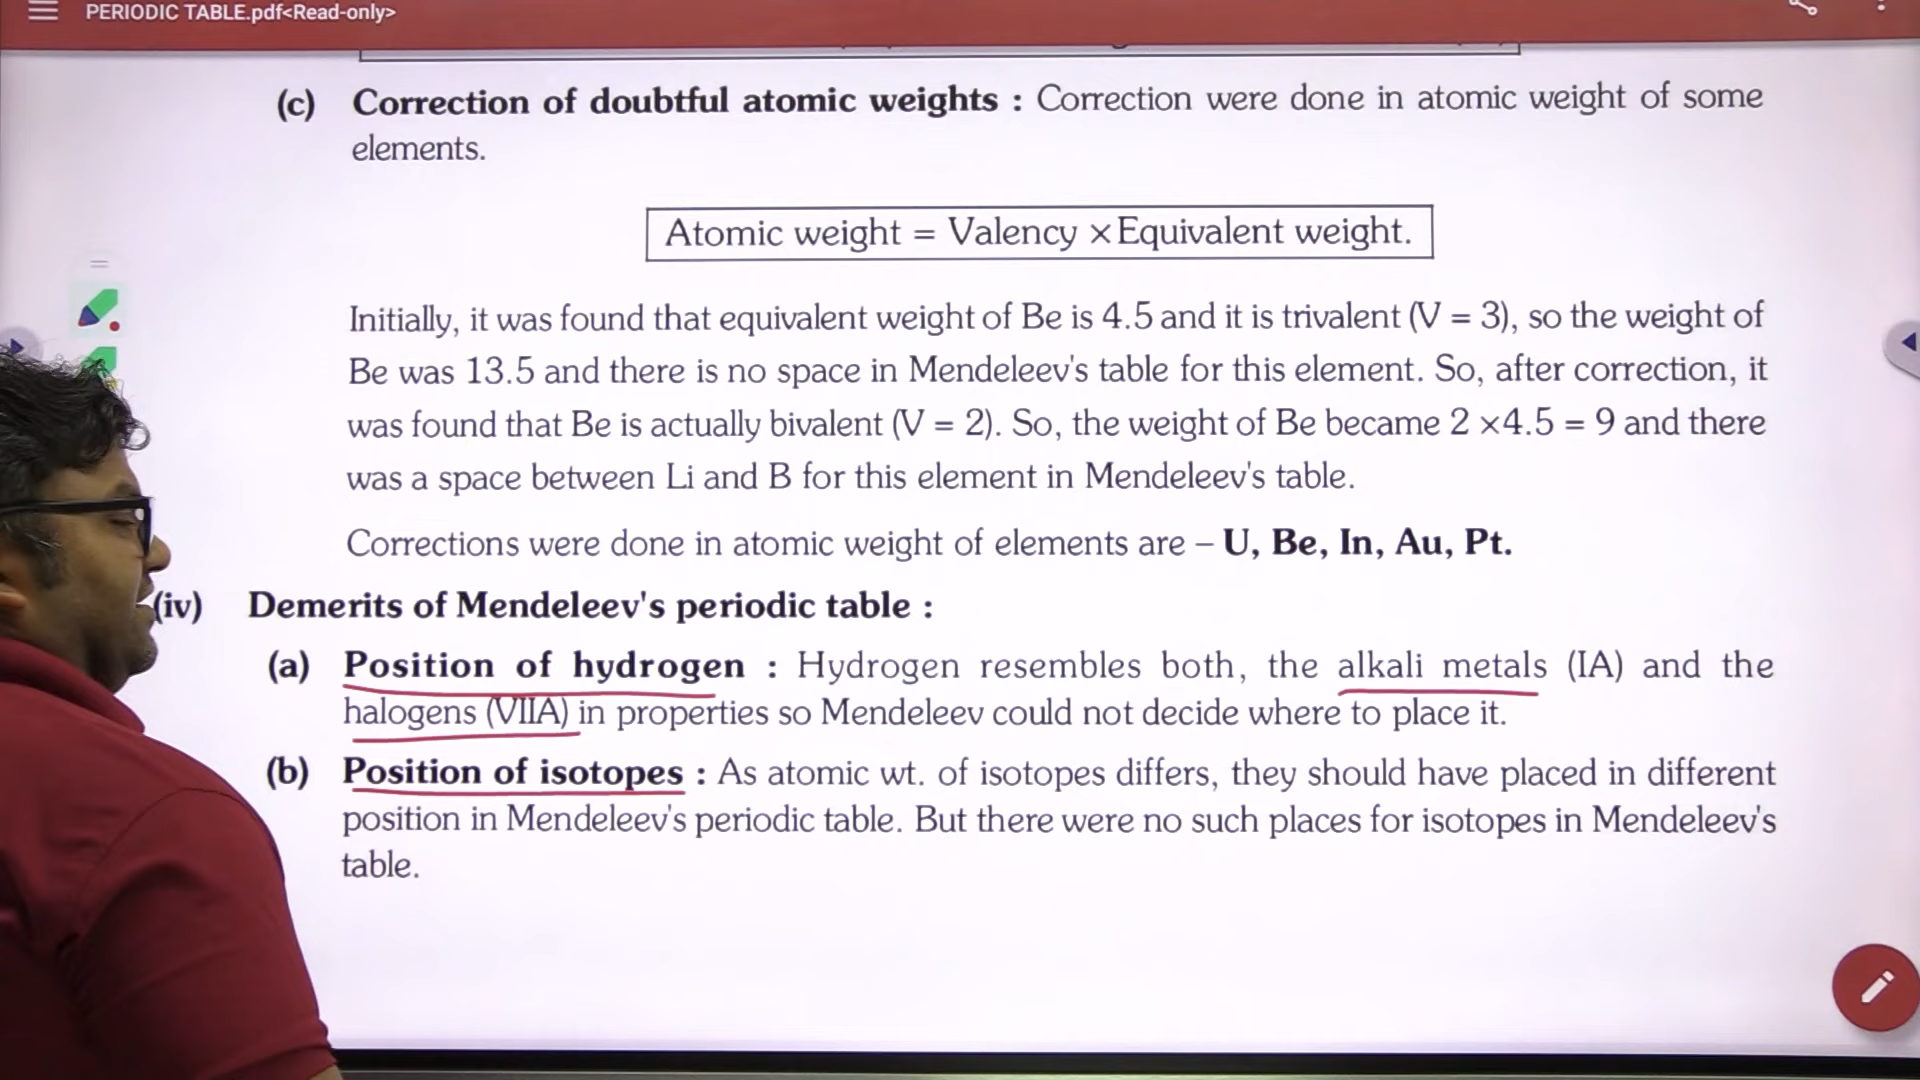 PERIODIC TABLE.pdf<Read-only>
(c) Correction of doubtful atomic weights : Correction were done in atomic weight of some
elements.
Atomic weight = Valency ×Equivalent weight.
Initially, it was found that equivalent weight of Be is 4.5 and it is trivalent (V = 3), so the weight of
Be was 13.5 and there is no space in Mendeleev's table for this element. So, after correction, it
was found that Be is actually bivalent (V = 2). So, the weight of Be became 2 ×4.5 = 9 and there
was a space between Li and B for this element in Mendeleev's table.
Corrections were done in atomic weight of elements are – U, Be, In, Au, Pt.
(iv) Demerits of Mendeleev's periodic table :
(a) Position of hydrogen : Hydrogen resembles both, the alkali metals (IA) and the
halogens (VIIA) in properties so Mendeleev could not decide where to place it.
(b) Position of isotopes : As atomic wt. of isotopes differs, they should have placed in different
position in Mendeleev's periodic table. But there were no such places for isotopes in Mendeleev's
table.